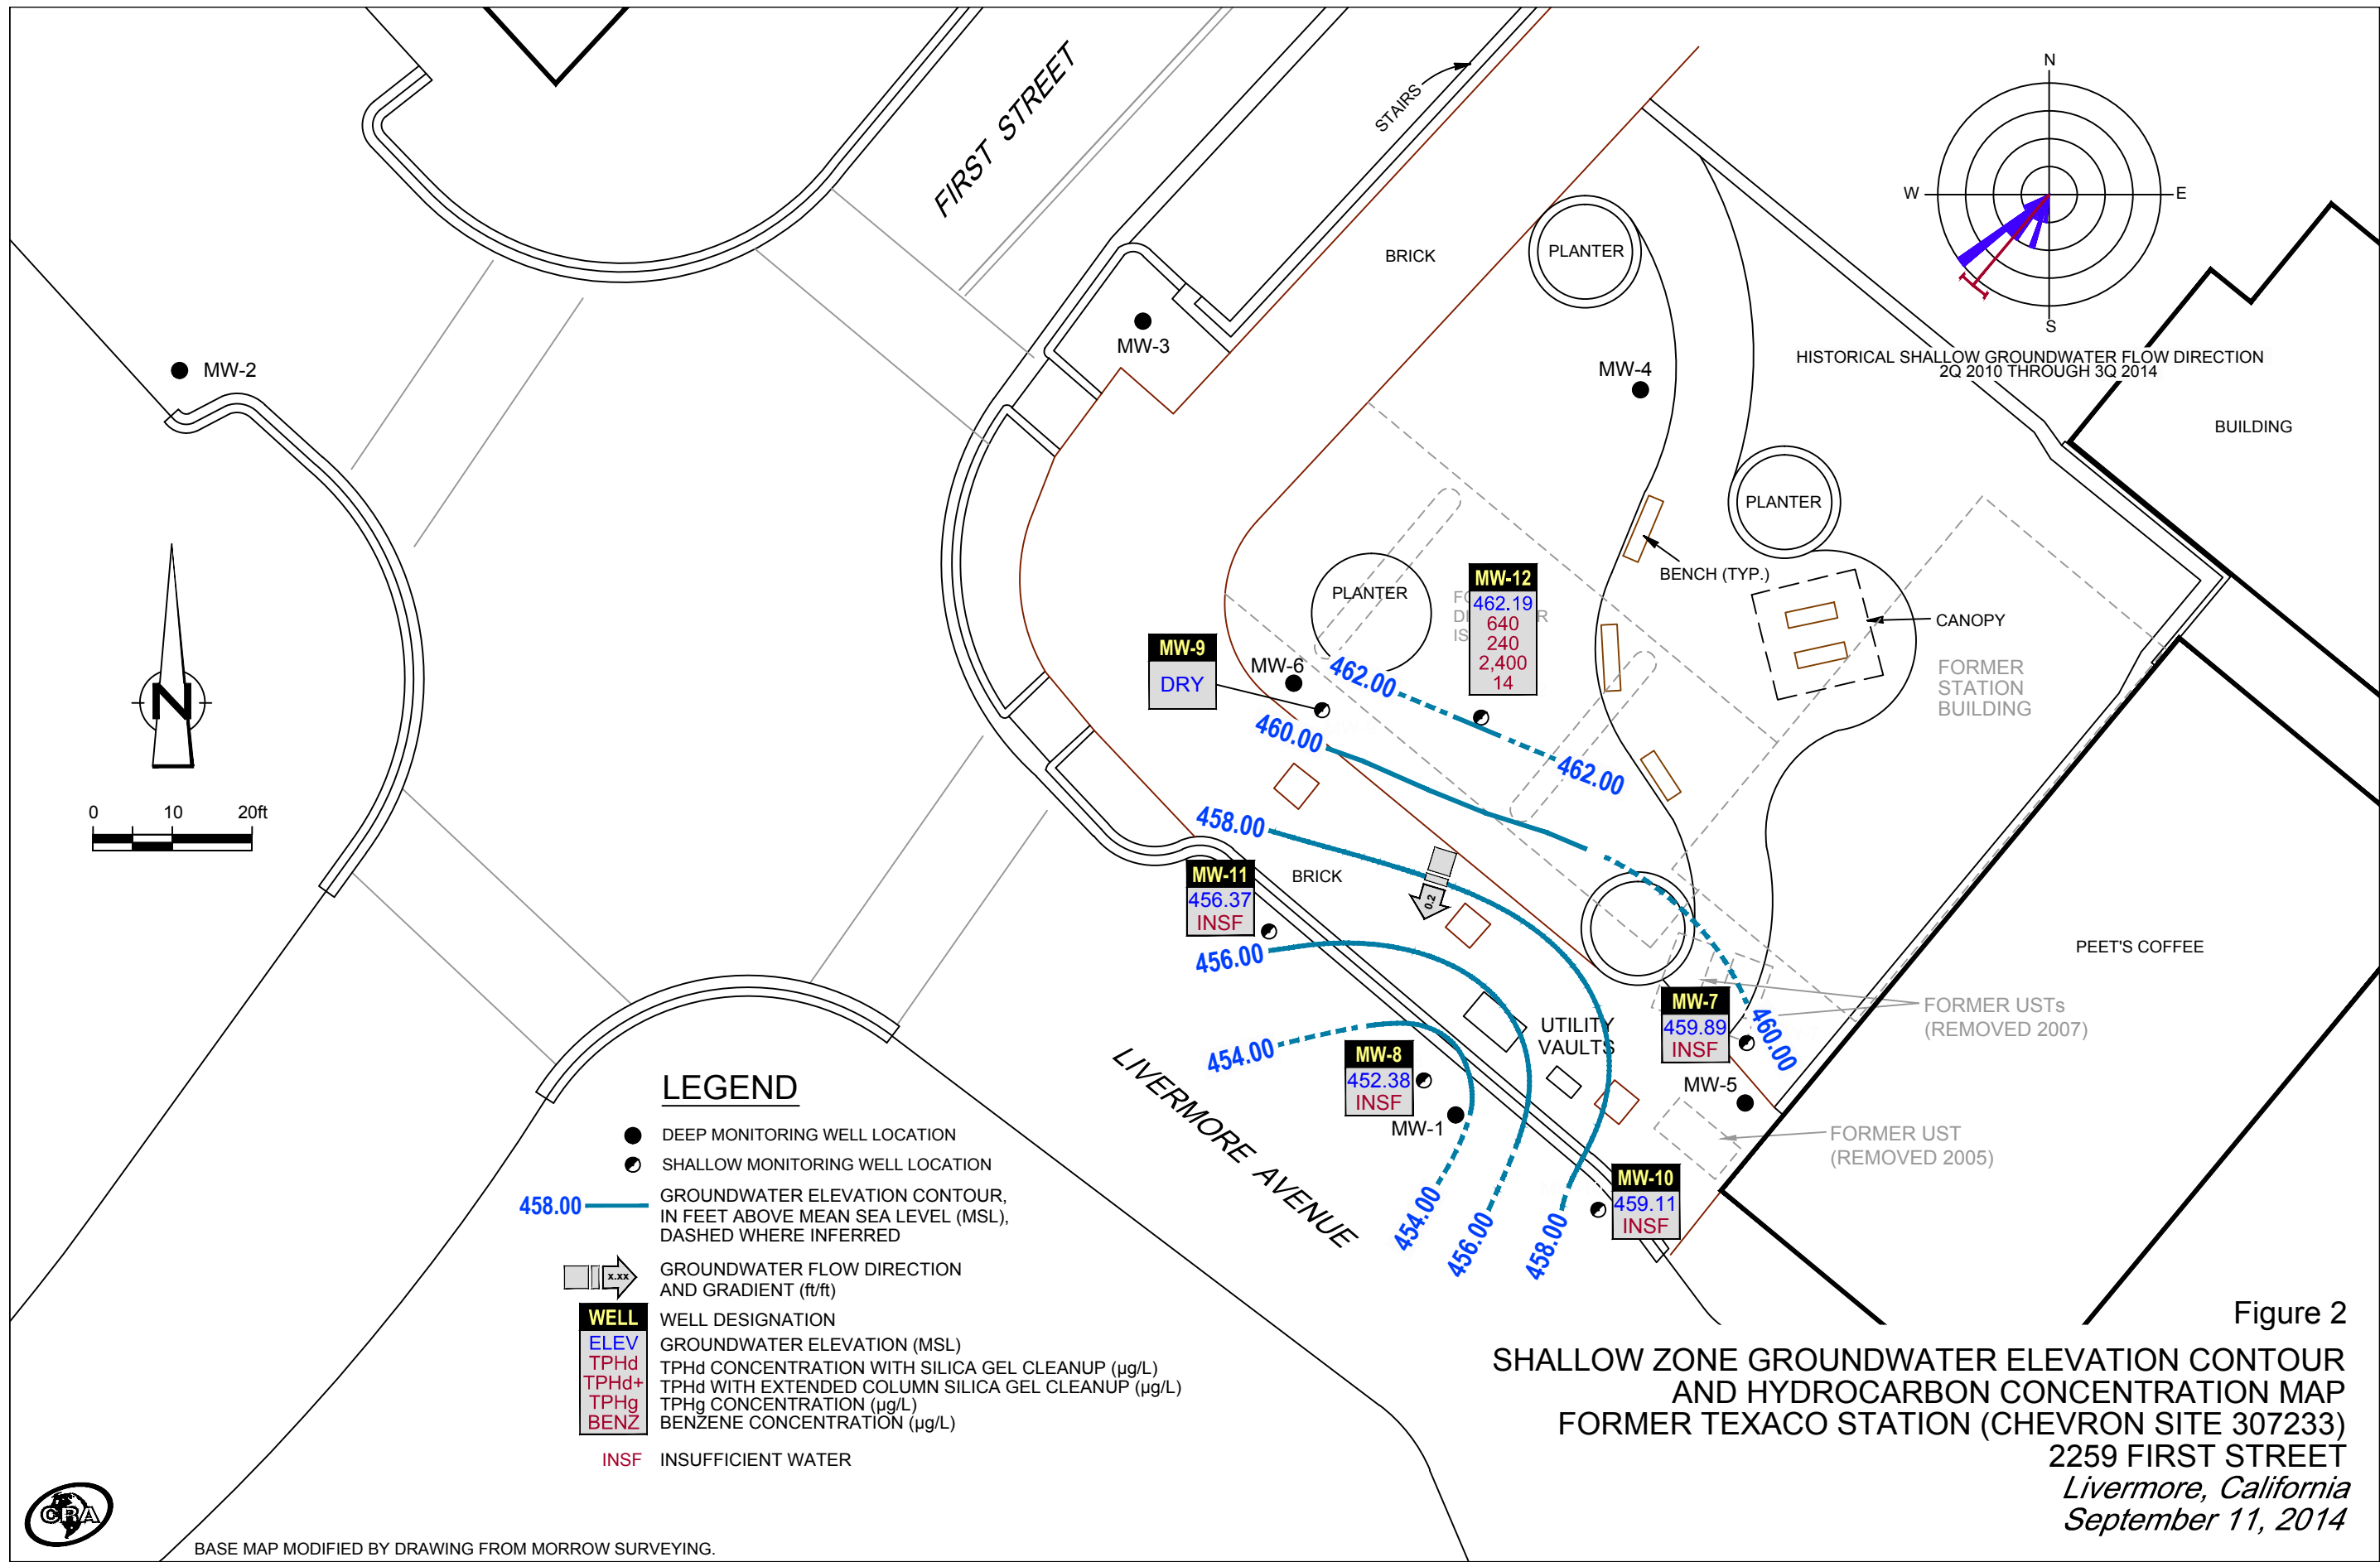 FIRST STREET
STAIRS
N
W
E
S
HISTORICAL SHALLOW GROUNDWATER FLOW DIRECTION
2Q 2010 THROUGH 3Q 2014
BRICK
PLANTER
MW-3
MW-2
MW-4
BUILDING
PLANTER
BENCH (TYP.)
CANOPY
FORMER
STATION
BUILDING
PLANTER
MW-12
462.19
640
240
2,400
14
MW-9
DRY
MW-6
462.00
460.00
462.00
N
0 10 20ft
458.00
MW-11
456.37
INSF
BRICK
0.2
456.00
PEET'S COFFEE
FORMER USTs
(REMOVED 2007)
MW-7
459.89
INSF
460.00
UTILITY
VAULTS
454.00
MW-8
452.38
INSF
MW-1
MW-5
FORMER UST
(REMOVED 2005)
LIVERMORE AVENUE
MW-10
459.11
INSF
454.00
456.00
458.00
LEGEND
DEEP MONITORING WELL LOCATION
SHALLOW MONITORING WELL LOCATION
458.00
GROUNDWATER ELEVATION CONTOUR,
IN FEET ABOVE MEAN SEA LEVEL (MSL),
DASHED WHERE INFERRED
x.xx
GROUNDWATER FLOW DIRECTION
AND GRADIENT (ft/ft)
WELL WELL DESIGNATION
ELEV GROUNDWATER ELEVATION (MSL)
TPHd TPHd CONCENTRATION WITH SILICA GEL CLEANUP (µg/L)
TPHd+ TPHd WITH EXTENDED COLUMN SILICA GEL CLEANUP (µg/L)
TPHg TPHg CONCENTRATION (µg/L)
BENZ BENZENE CONCENTRATION (µg/L)
INSF INSUFFICIENT WATER
Figure 2
SHALLOW ZONE GROUNDWATER ELEVATION CONTOUR
AND HYDROCARBON CONCENTRATION MAP
FORMER TEXACO STATION (CHEVRON SITE 307233)
2259 FIRST STREET
Livermore, California
September 11, 2014
CRA
BASE MAP MODIFIED BY DRAWING FROM MORROW SURVEYING.